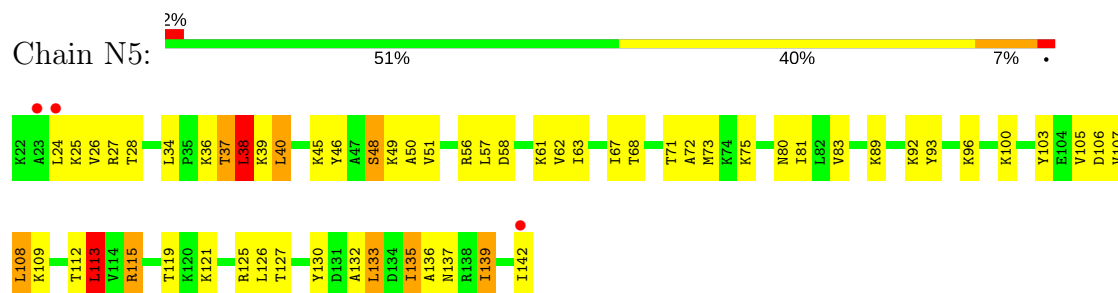 2%
Chain N5:
51% 40% 7% •
K22 A23 L24 K25 V26 R27 T28 L34 P35 K36 T37 L38 K39 L40 K45 Y46 A47 S48 K49 A50 V51 R56 L57 D58 K61 V62 I63 I67 T68 T71 A72 M73 K74 K75 N80 I81 L82 V83 K89 K92 Y93 K96 K100 Y103 E104 V105 D106 V107
L108 K109 T112 L113 V114 R115 T119 K120 K121 R125 L126 T127 Y130 D131 A132 L133 D134 I135 A136 N137 R138 I139 I142